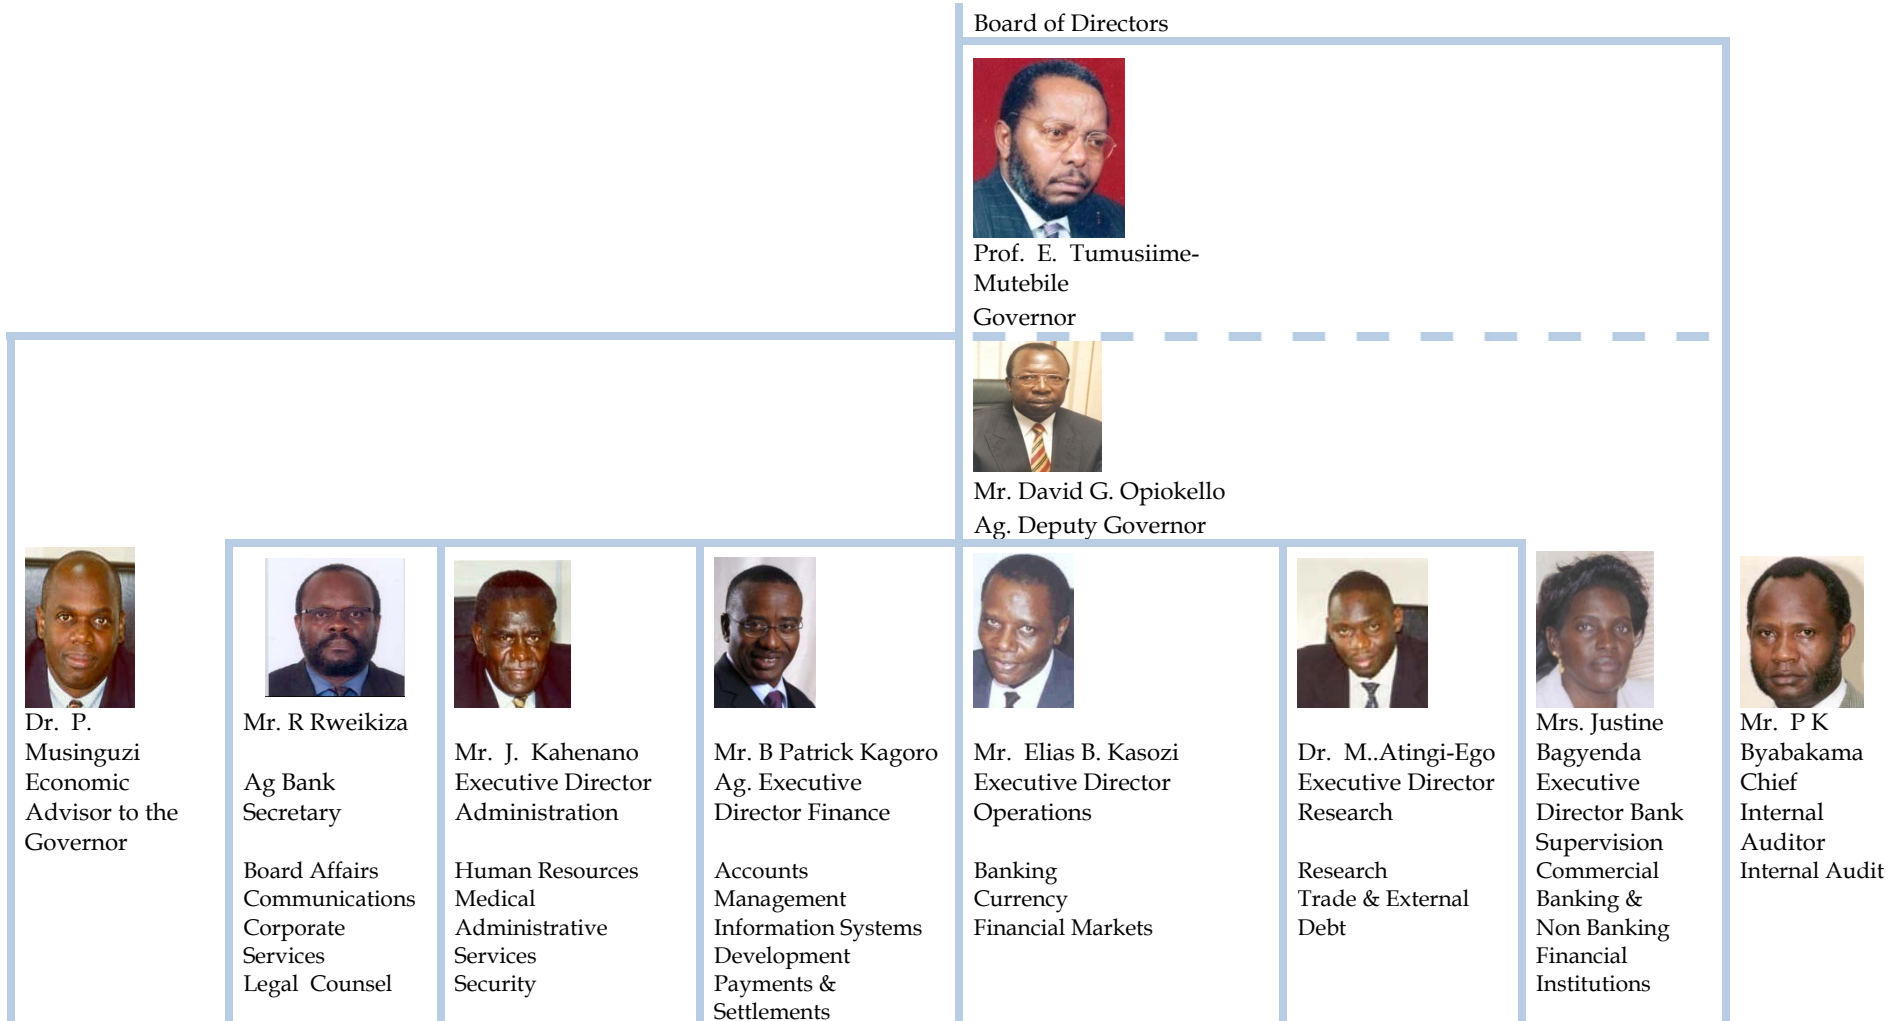 Board of Directors
Prof. E. Tumusiime-
Mutebile
Governor
Mr. David G. Opiokello
Ag. Deputy Governor
Dr. P.
Musinguzi
Economic
Advisor to the
Governor
Mr. R Rweikiza
Ag Bank
Secretary
Board Affairs
Communications
Corporate
Services
Legal Counsel
Mr. J. Kahenano
Executive Director
Administration
Human Resources
Medical
Administrative
Services
Security
Mr. B Patrick Kagoro
Ag. Executive
Director Finance
Accounts
Management
Information Systems
Development
Payments &
Settlements
Mr. Elias B. Kasozi
Executive Director
Operations
Banking
Currency
Financial Markets
Dr. M..Atingi-Ego
Executive Director
Research
Research
Trade & External
Debt
Mrs. Justine
Bagyenda
Executive
Director Bank
Supervision
Commercial
Banking &
Non Banking
Financial
Institutions
Mr. P K
Byabakama
Chief
Internal
Auditor
Internal Audit